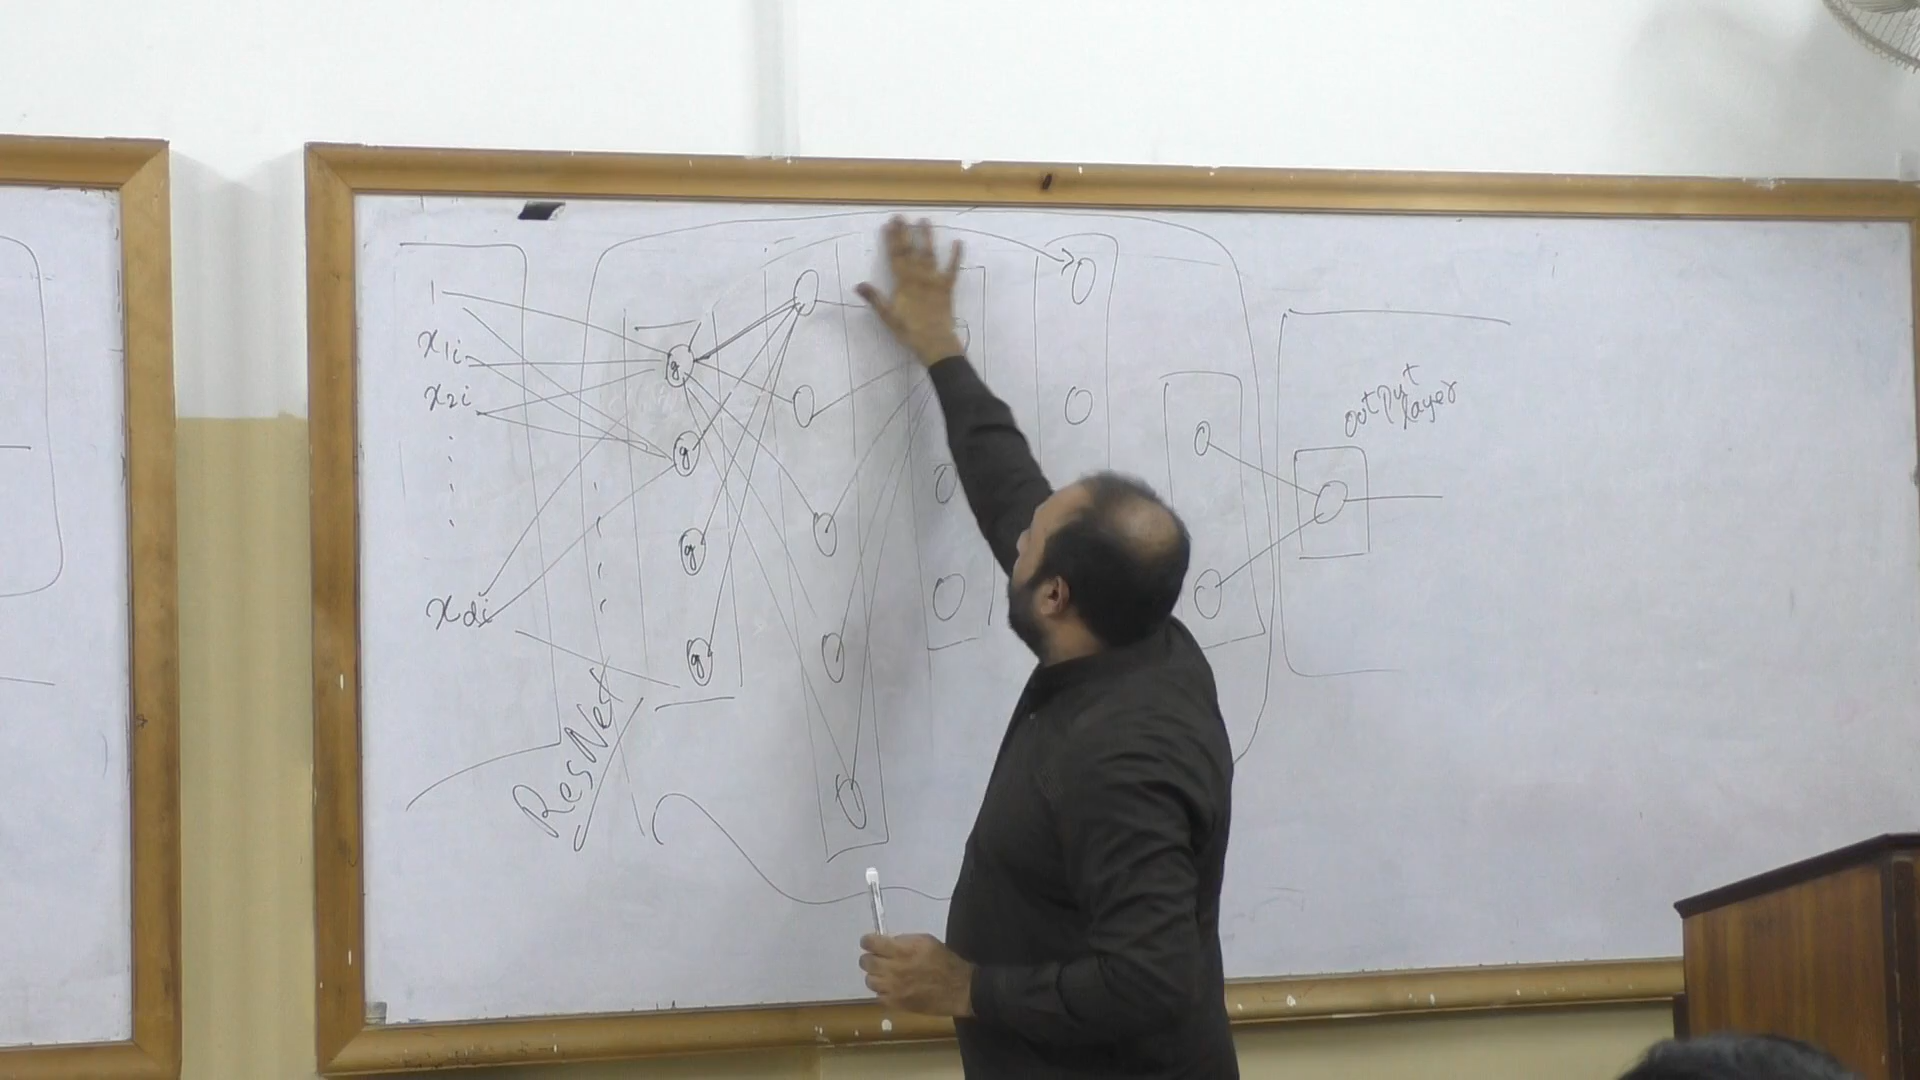 1
x1i
x2i
xdi
g
g
g
g
ResNet
output
layer